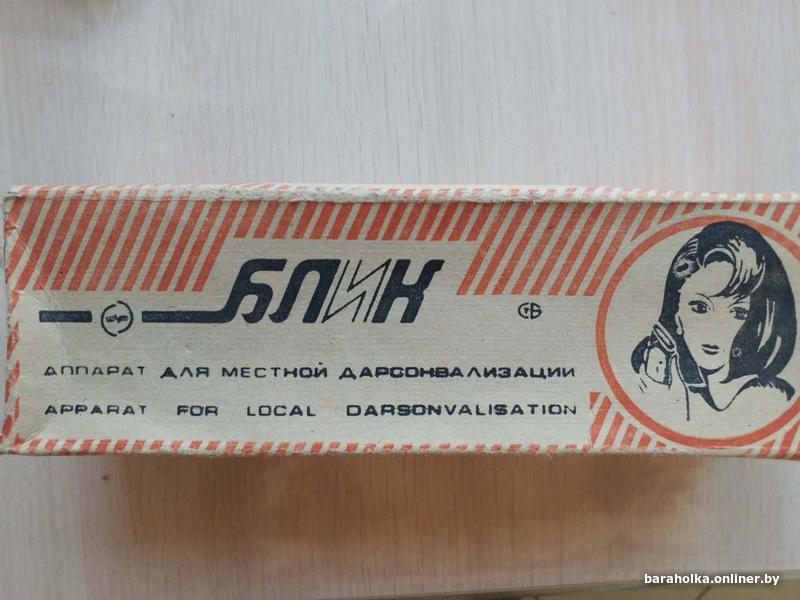 БЛИК
АППАРАТ ДЛЯ МЕСТНОЙ ДАРСОНВАЛИЗАЦИИ
APPARAT FOR LOCAL DARSONVALISATION
baraholka.onliner.by